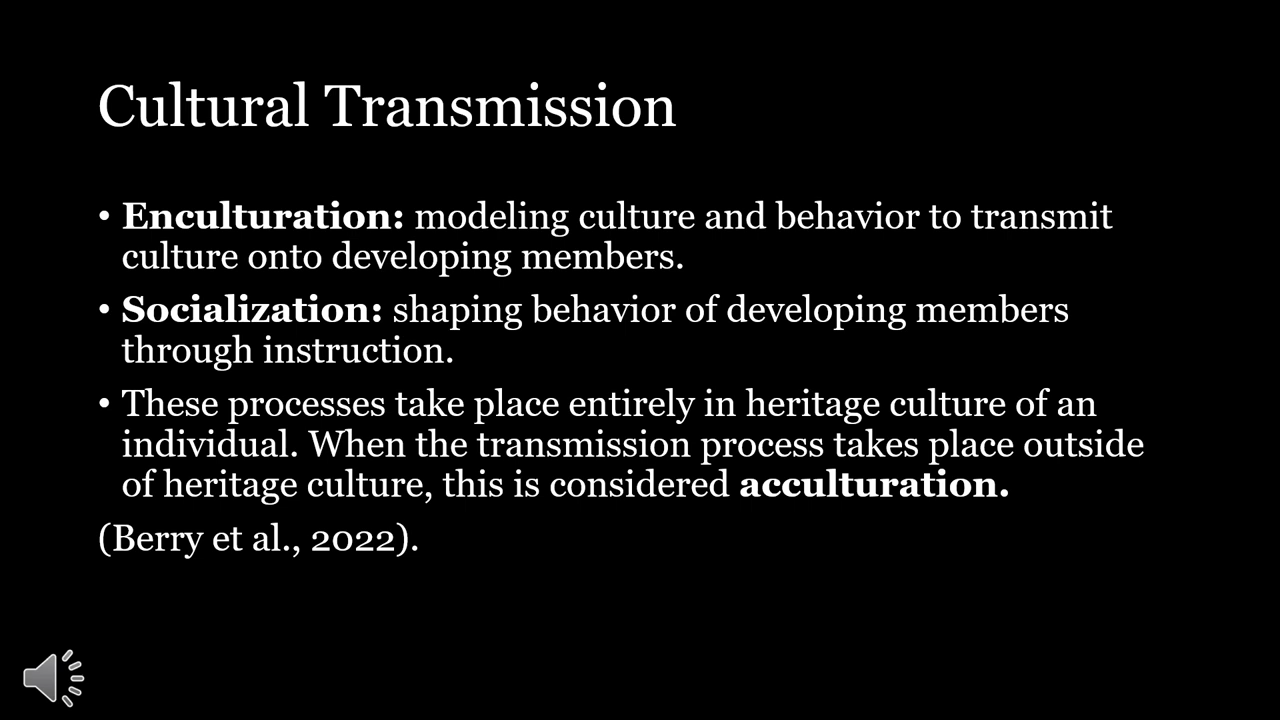 Cultural Transmission
• Enculturation: modeling culture and behavior to transmit
culture onto developing members.
• Socialization: shaping behavior of developing members
through instruction.
• These processes take place entirely in heritage culture of an
individual. When the transmission process takes place outside
of heritage culture, this is considered acculturation.
(Berry et al., 2022).